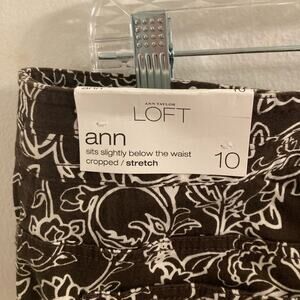 ANN TAYLOR
LOFT
ann
sits slightly below the waist
cropped / stretch
10